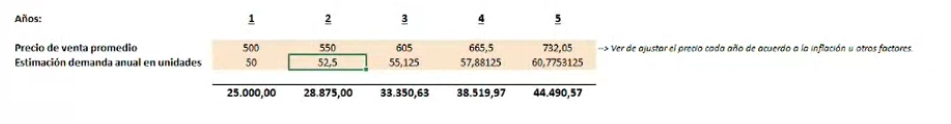 Años: 1 2 3 4 5
Precio de venta promedio 500 550 605 665,5 732,05 --> Ver de ajustar el precio cada año de acuerdo a la inflación u otros factores.
Estimación demanda anual en unidades 50 52,5 55,125 57,88125 60,7753125
25.000,00 28.875,00 33.350,63 38.519,97 44.490,57